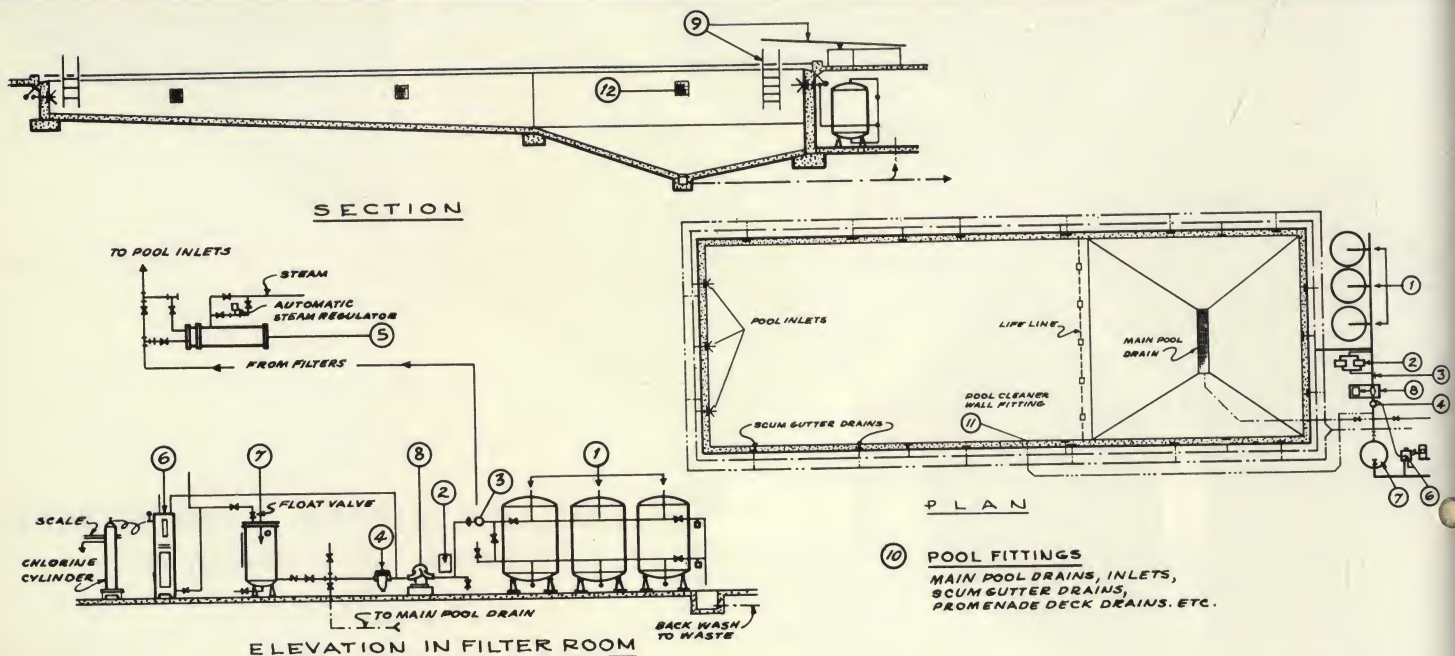 9
12
SECTION
TO POOL INLETS
STEAM
AUTOMATIC
STEAM REGULATOR
5
FROM FILTERS
POOL INLETS
LIFE LINE
MAIN POOL
DRAIN
POOL CLEANER
WALL FITTING
11
SCUM GUTTER DRAINS
1
2
3
8
4
7
6
PLAN
6
7
8
3
1
2
4
SCALE
FLOAT VALVE
CHLORINE
CYLINDER
TO MAIN POOL DRAIN
BACK WASH
TO WASTE
ELEVATION IN FILTER ROOM
10 POOL FITTINGS
MAIN POOL DRAINS, INLETS,
SCUM GUTTER DRAINS,
PROMENADE DECK DRAINS. ETC.